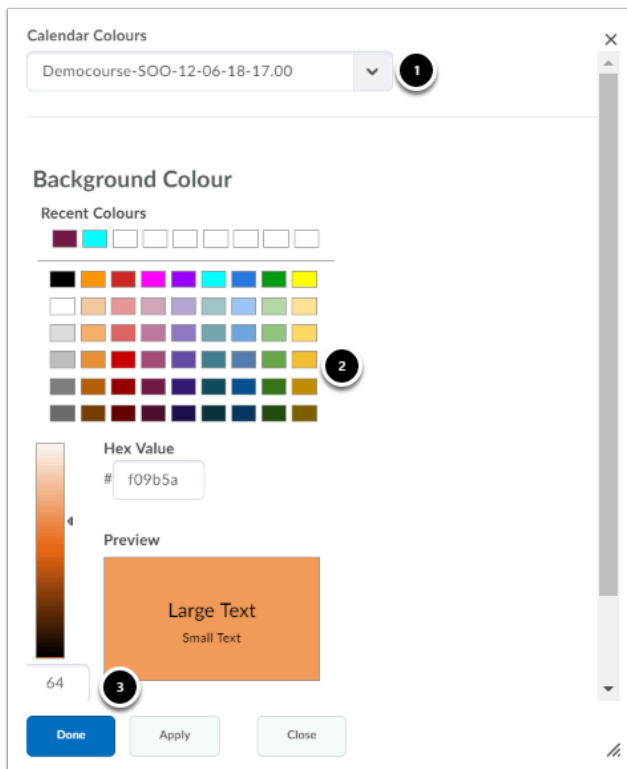 Calendar Colours
Democourse-SOO-12-06-18-17.00
1
Background Colour
Recent Colours
2
Hex Value
# f09b5a
Preview
Large Text
Small Text
64
3
Done Apply Close